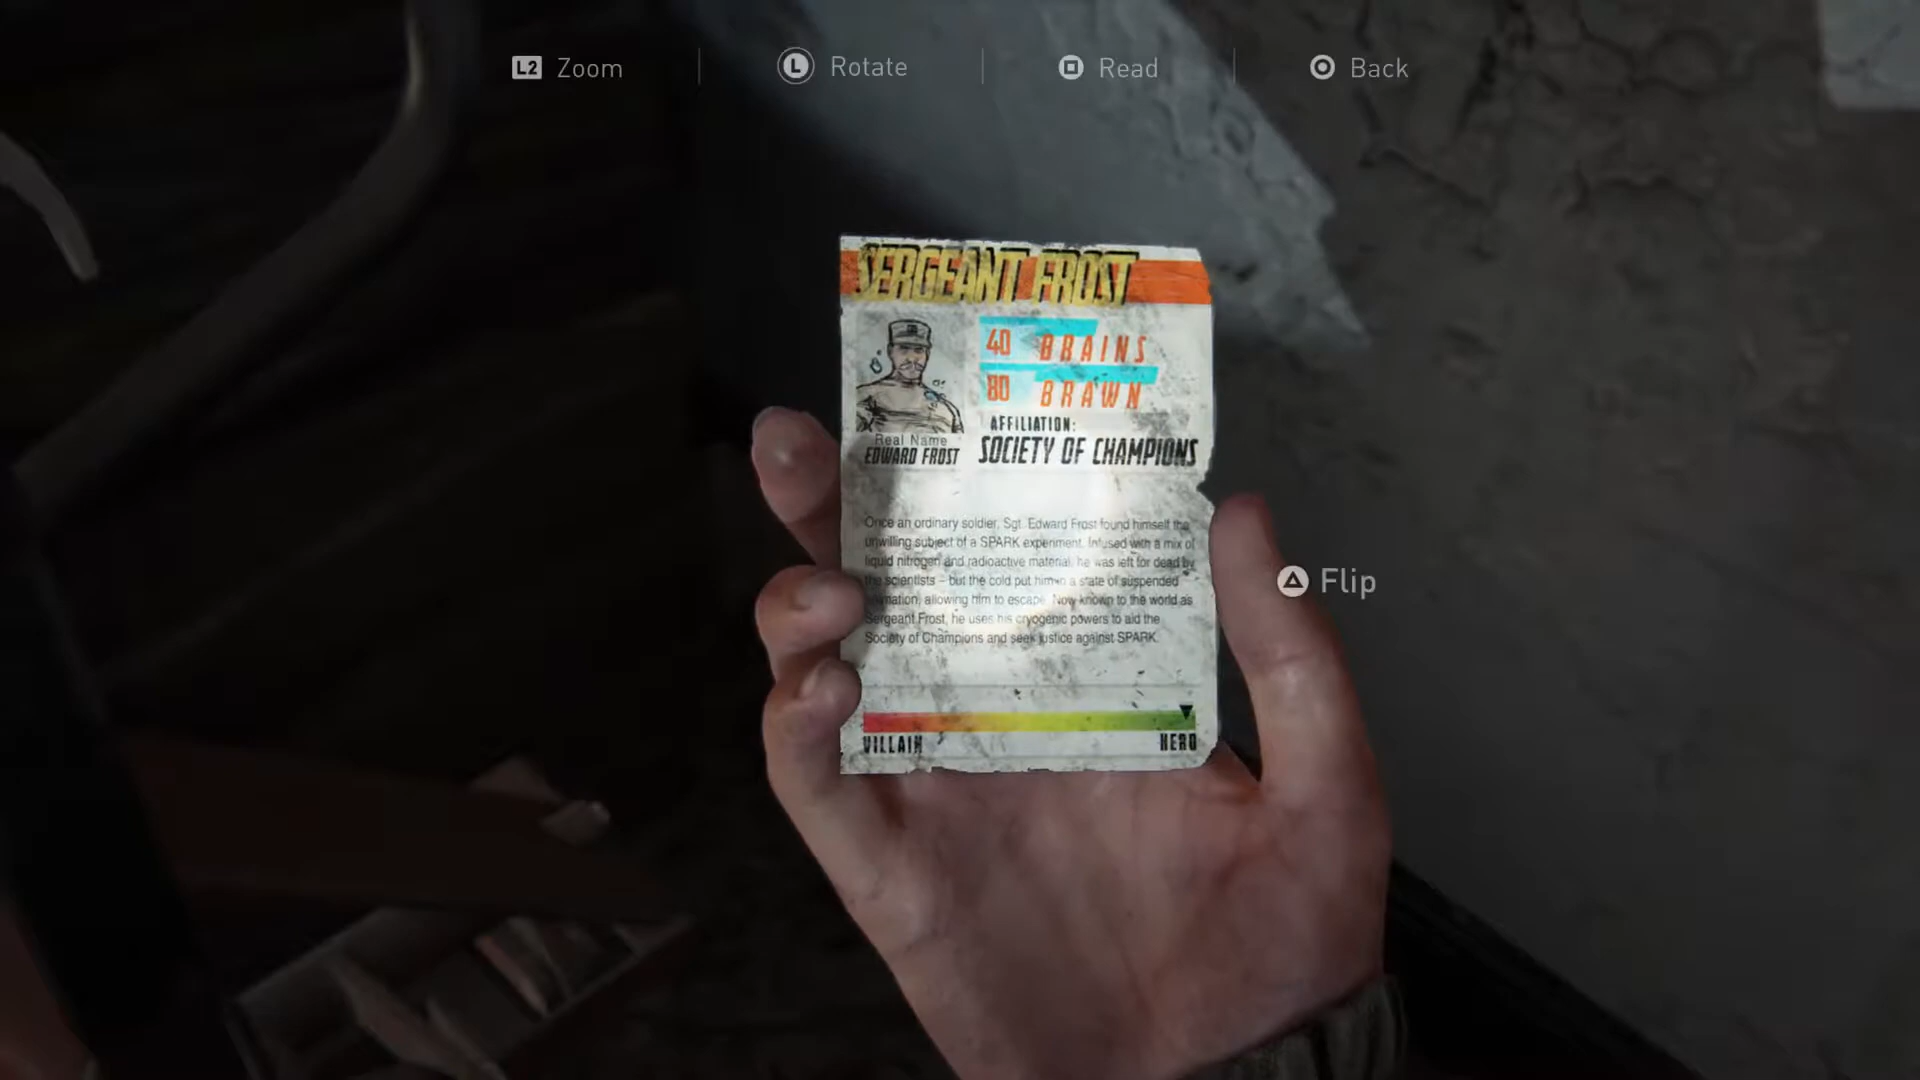 L2 Zoom
L Rotate
Read
Back
SERGEANT FROST
40 BRAINS
80 BRAWN
AFFILIATION:
SOCIETY OF CHAMPIONS
Real Name
EDWARD FROST
Once an ordinary soldier, Sgt. Edward Frost found himself the
unwilling subject of a SPARK experiment. Infused with a mix of
liquid nitrogen and radioactive material, he was left for dead by
the scientists – but the cold put him in a state of suspended
animation, allowing him to escape. Now known to the world as
Sergeant Frost, he uses his cryogenic powers to aid the
Society of Champions and seek justice against SPARK.
Flip
VILLAIN HERO